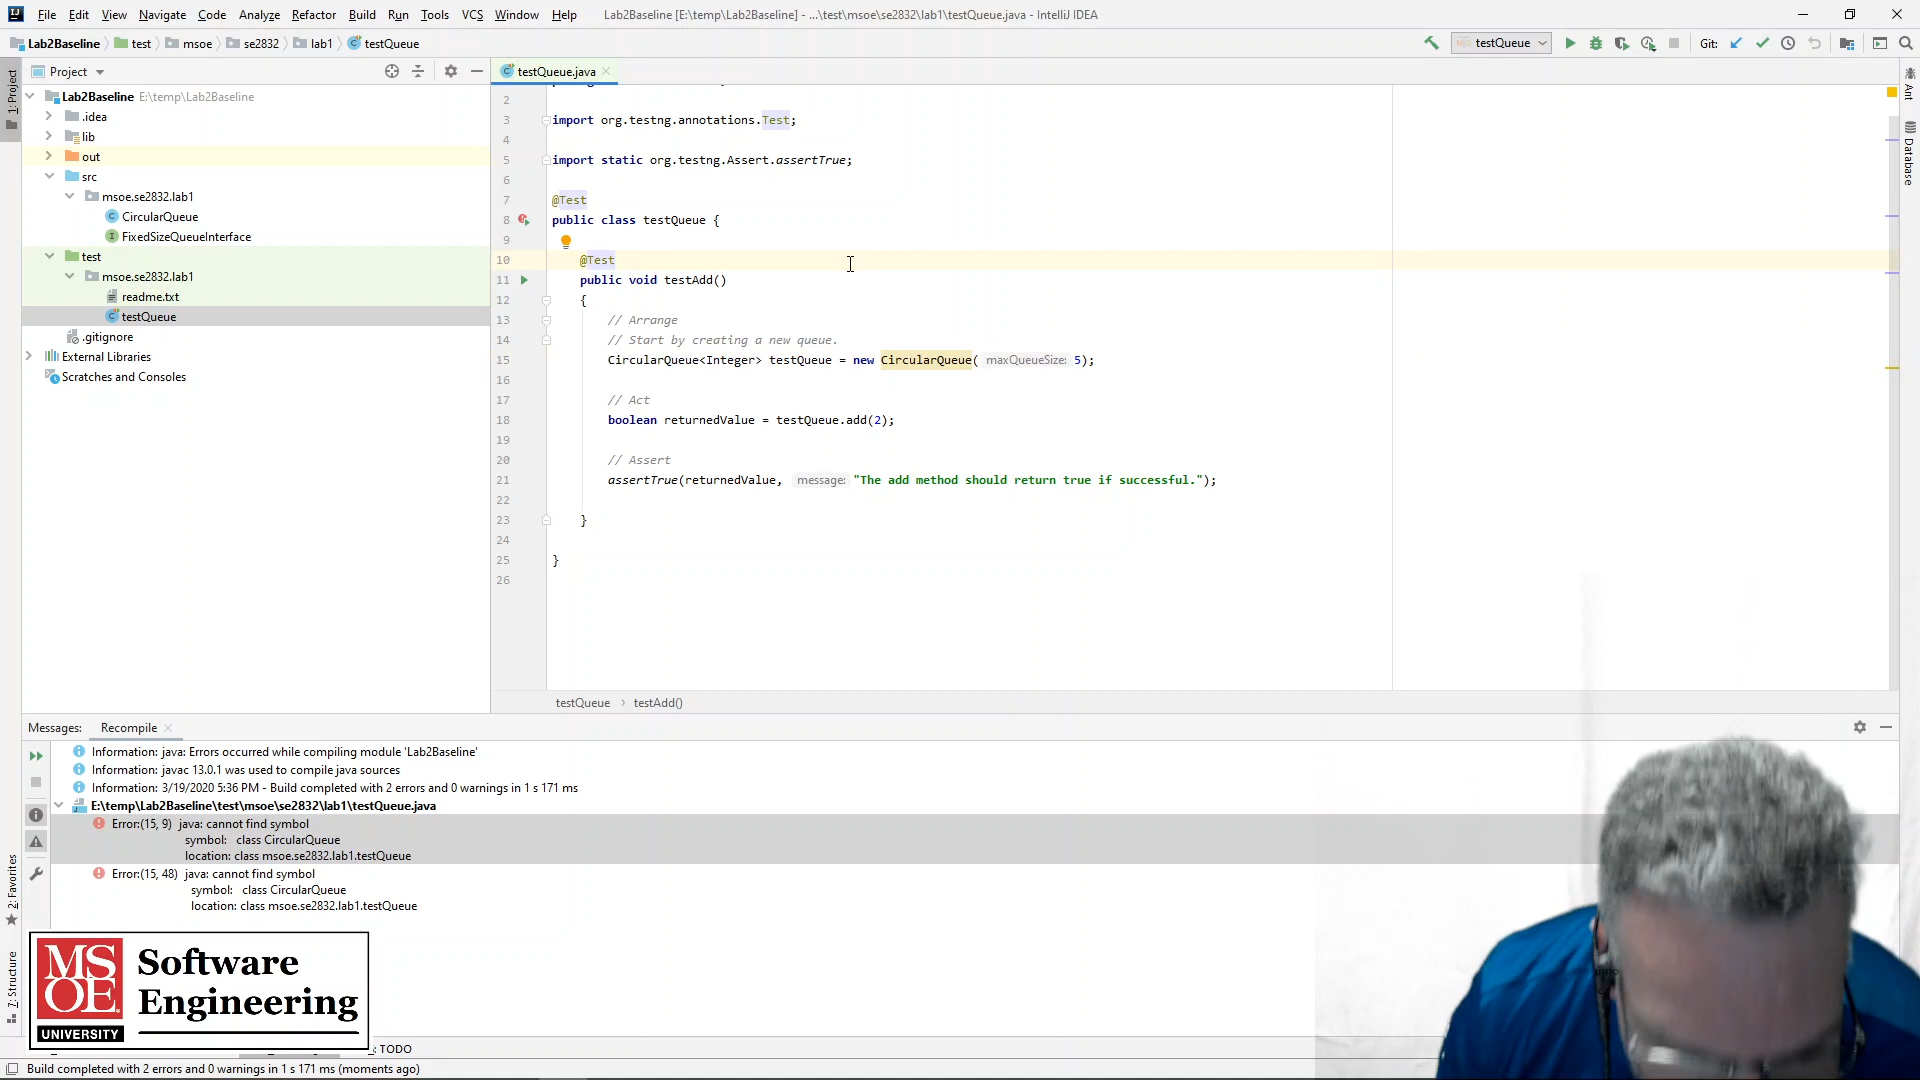 File Edit View Navigate Code Analyze Refactor Build Run Tools VCS Window Help Lab2Baseline [E:\temp\Lab2Baseline] - ...\test\msoe\se2832\lab1\testQueue.java - IntelliJ IDEA
Lab2Baseline test msoe se2832 lab1 testQueue testQueue Git:
Project
testQueue.java
1: Project
Ant
Database
Lab2Baseline E:\temp\Lab2Baseline
.idea
lib
out
src
msoe.se2832.lab1
CircularQueue
FixedSizeQueueInterface
test
msoe.se2832.lab1
readme.txt
testQueue
.gitignore
External Libraries
Scratches and Consoles
2
3 import org.testng.annotations.Test;
4
5 import static org.testng.Assert.assertTrue;
6
7 @Test
8 public class testQueue {
9
10 @Test
11 public void testAdd()
12 {
13 // Arrange
14 // Start by creating a new queue.
15 CircularQueue<Integer> testQueue = new CircularQueue( maxQueueSize: 5);
16
17 // Act
18 boolean returnedValue = testQueue.add(2);
19
20 // Assert
21 assertTrue(returnedValue, message: "The add method should return true if successful.");
22
23 }
24
25 }
26
testQueue > testAdd()
Messages: Recompile
Information: java: Errors occurred while compiling module 'Lab2Baseline'
Information: javac 13.0.1 was used to compile java sources
Information: 3/19/2020 5:36 PM - Build completed with 2 errors and 0 warnings in 1 s 171 ms
E:\temp\Lab2Baseline\test\msoe\se2832\lab1\testQueue.java
Error:(15, 9) java: cannot find symbol
symbol: class CircularQueue
location: class msoe.se2832.lab1.testQueue
Error:(15, 48) java: cannot find symbol
symbol: class CircularQueue
location: class msoe.se2832.lab1.testQueue
2: Favorites
7: Structure
MS
OE
UNIVERSITY
Software
Engineering
: TODO
Build completed with 2 errors and 0 warnings in 1 s 171 ms (moments ago)